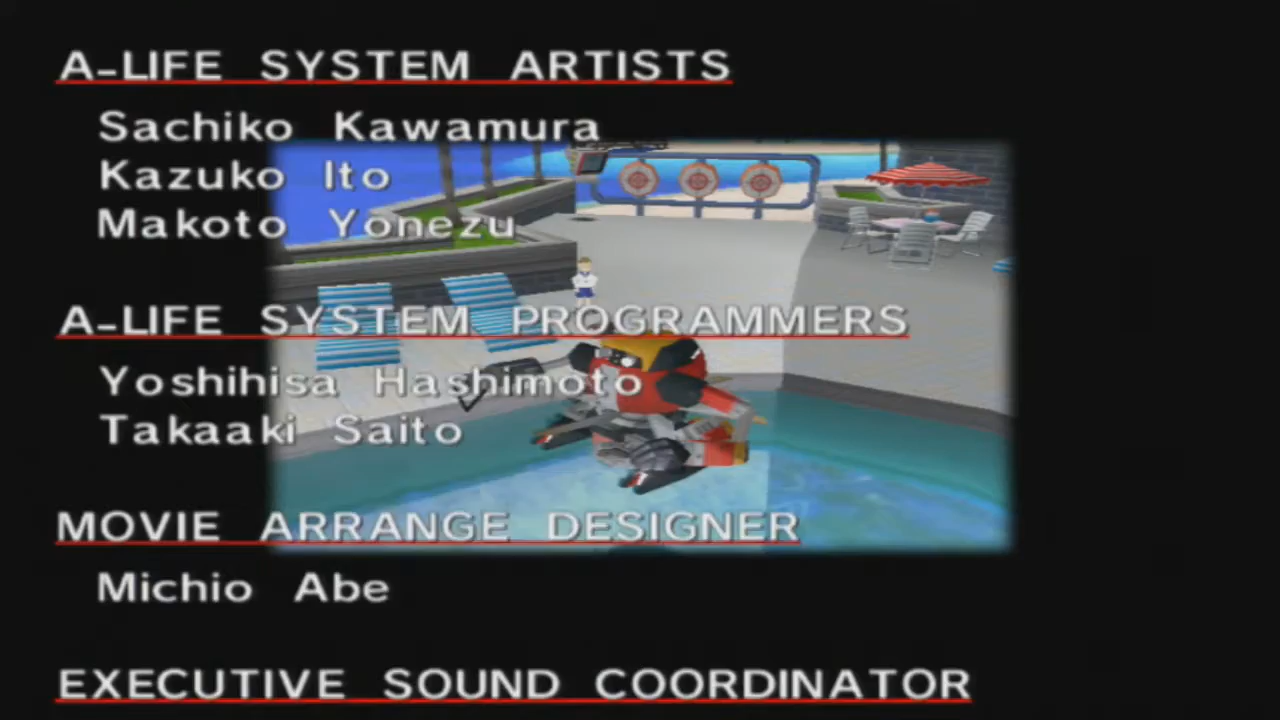 A-LIFE SYSTEM ARTISTS
Sachiko Kawamura
Kazuko Ito
Makoto Yonezu
A-LIFE SYSTEM PROGRAMMERS
Yoshihisa Hashimoto
Takaaki Saito
MOVIE ARRANGE DESIGNER
Michio Abe
EXECUTIVE SOUND COORDINATOR